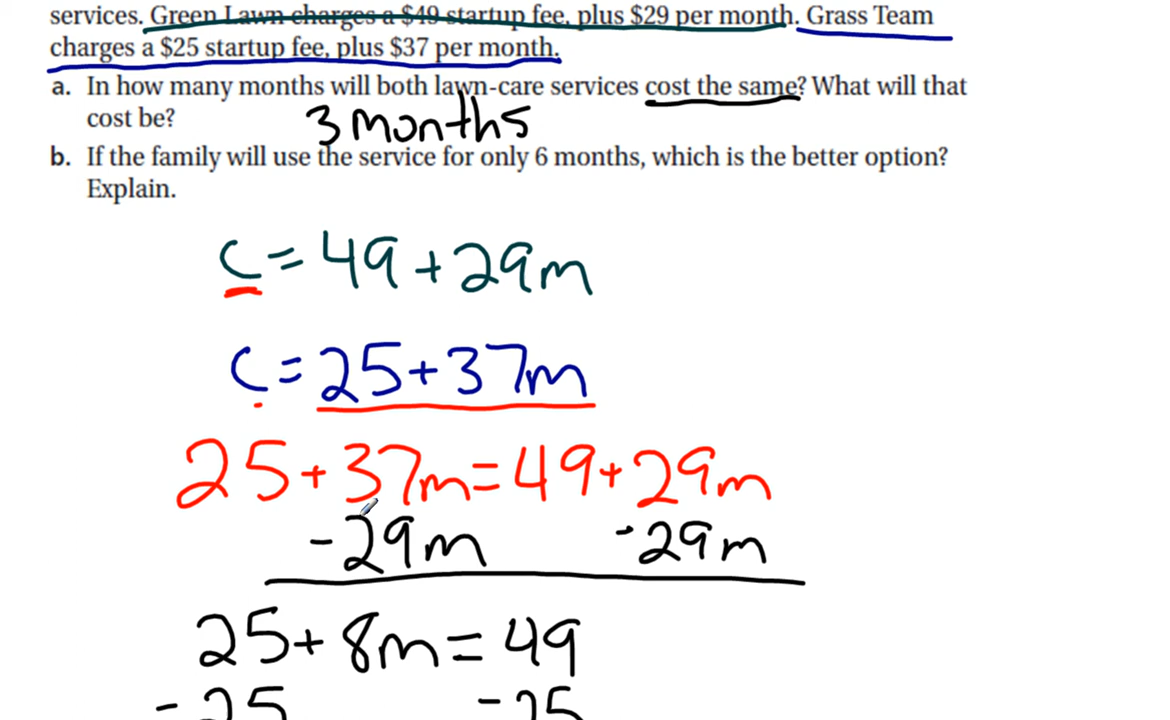 services. Green Lawn charges a $49 startup fee, plus $29 per month. Grass Team
charges a $25 startup fee, plus $37 per month.
a. In how many months will both lawn-care services cost the same? What will that
cost be?
3 months
b. If the family will use the service for only 6 months, which is the better option?
Explain.
c = 49 + 29m
c = 25 + 37m
25 + 37m = 49 + 29m
- 29m - 29m
25 + 8m = 49
- 25 - 25